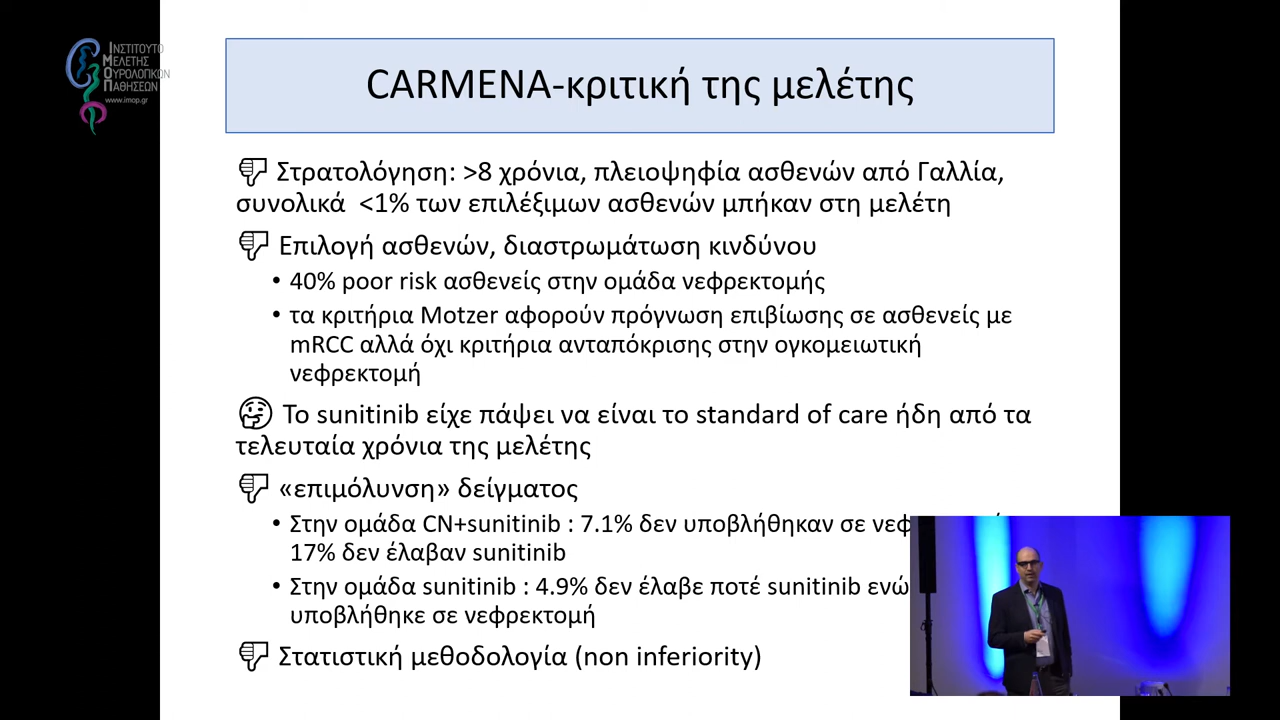 ΙΝΣΤΙΤΟΥΤΟ
ΜΕΛΕΤΗΣ
ΟΥΡΟΛΟΓΙΚΩΝ
ΠΑΘΗΣΕΩΝ
www.imop.gr
CARMENA-κριτική της μελέτης
Στρατολόγηση: >8 χρόνια, πλειοψηφία ασθενών από Γαλλία,
συνολικά <1% των επιλέξιμων ασθενών μπήκαν στη μελέτη
Επιλογή ασθενών, διαστρωμάτωση κινδύνου
• 40% poor risk ασθενείς στην ομάδα νεφρεκτομής
• τα κριτήρια Motzer αφορούν πρόγνωση επιβίωσης σε ασθενείς με
mRCC αλλά όχι κριτήρια ανταπόκρισης στην ογκομειωτική
νεφρεκτομή
Το sunitinib είχε πάψει να είναι το standard of care ήδη από τα
τελευταία χρόνια της μελέτης
«επιμόλυνση» δείγματος
• Στην ομάδα CN+sunitinib : 7.1% δεν υποβλήθηκαν σε
17% δεν έλαβαν sunitinib
• Στην ομάδα sunitinib : 4.9% δεν έλαβε ποτέ sunitinib ενώ
υποβλήθηκε σε νεφρεκτομή
Στατιστική μεθοδολογία (non inferiority)